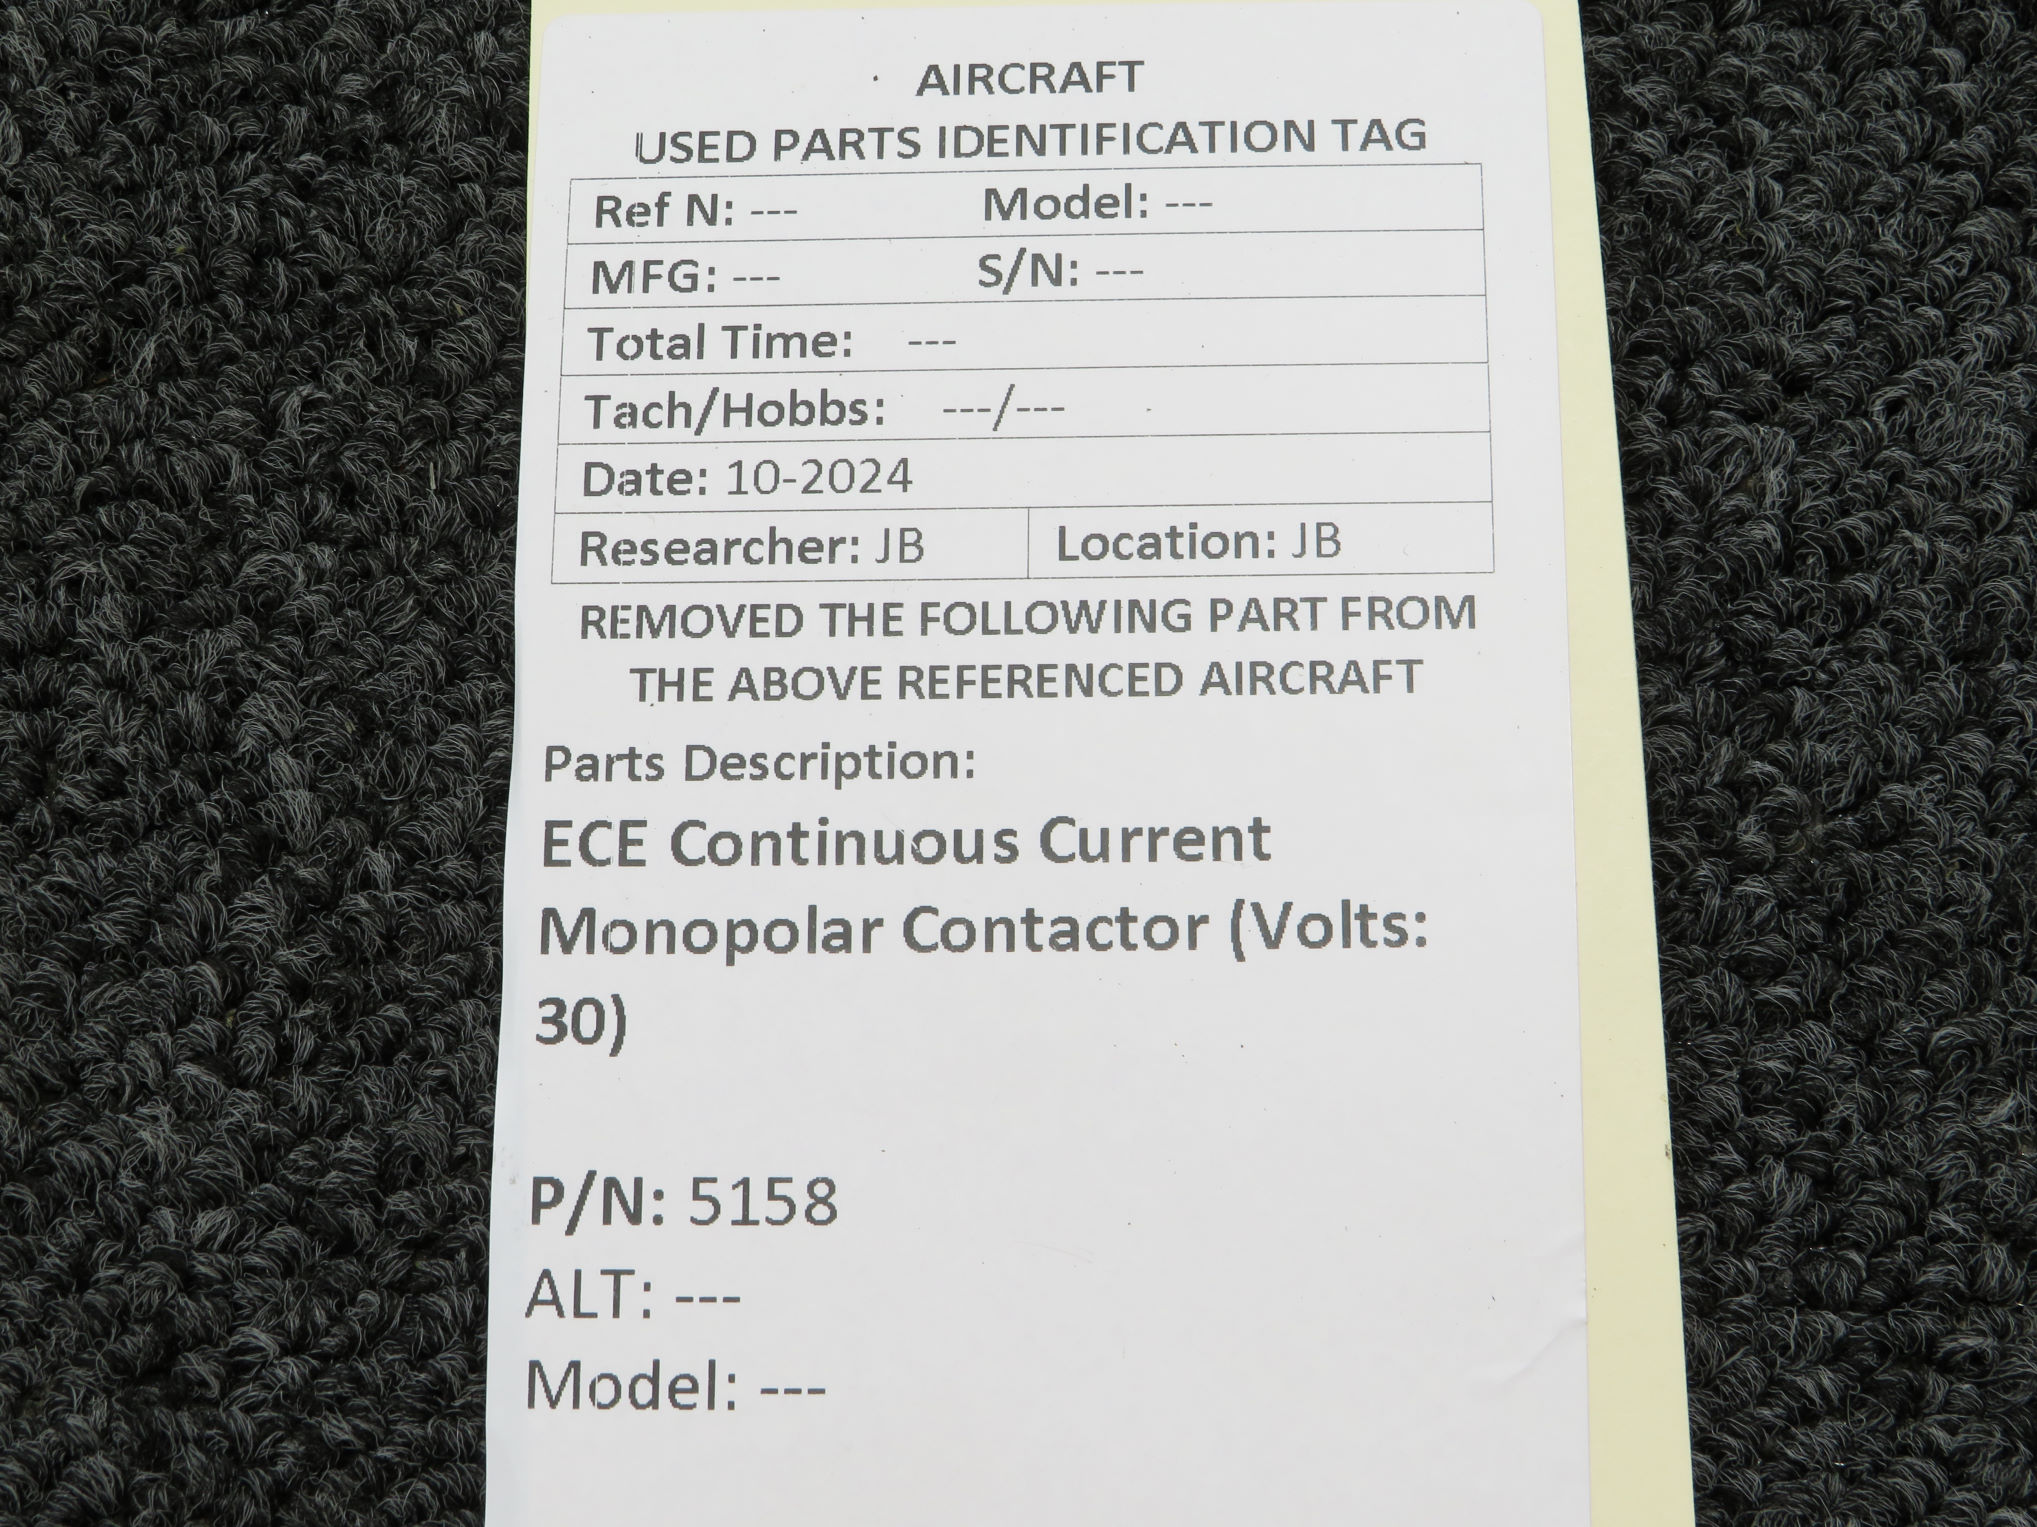 AIRCRAFT
USED PARTS IDENTIFICATION TAG
Ref N: --- Model: ---
MFG: --- S/N: ---
Total Time: ---
Tach/Hobbs: ---/---
Date: 10-2024
Researcher: JB Location: JB
REMOVED THE FOLLOWING PART FROM
THE ABOVE REFERENCED AIRCRAFT
Parts Description:
ECE Continuous Current
Monopolar Contactor (Volts:
30)
P/N: 5158
ALT: ---
Model: ---